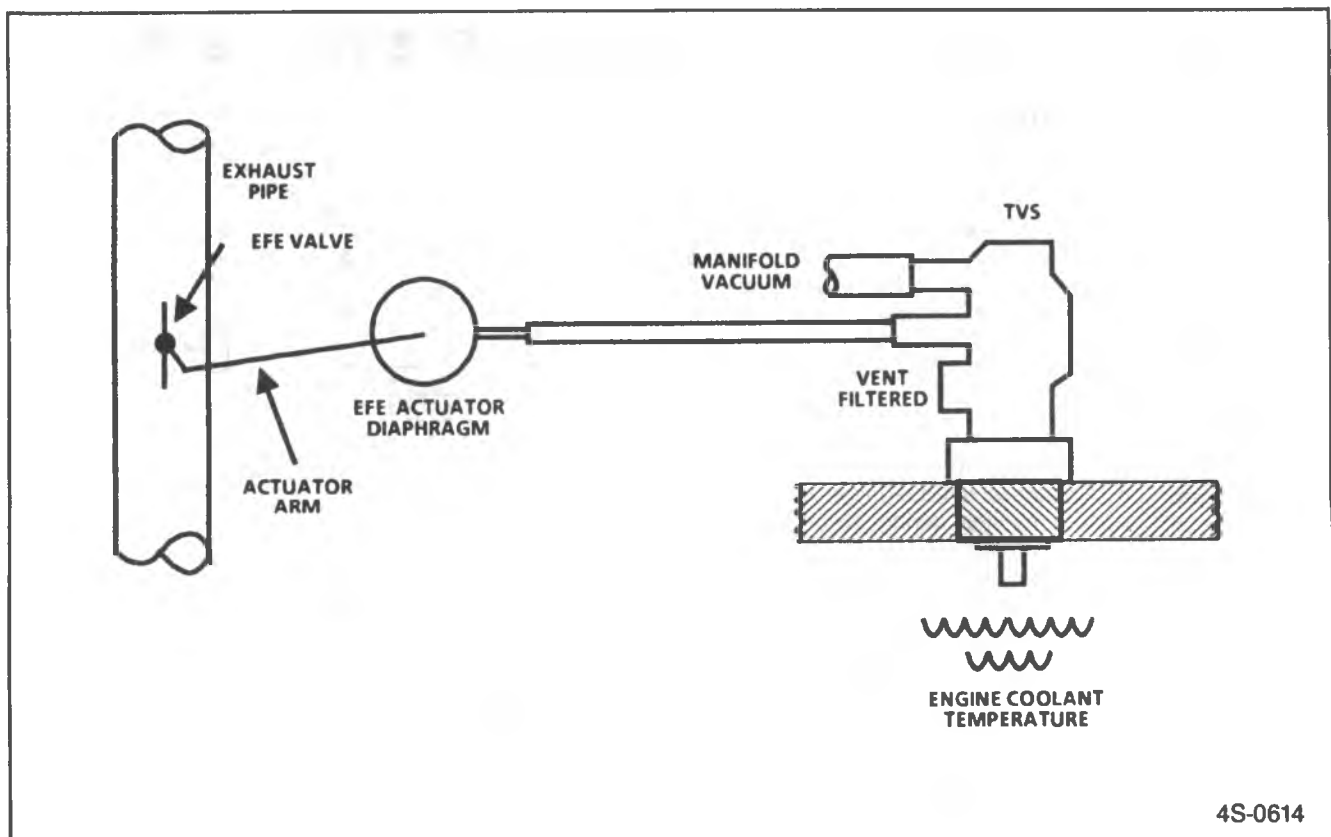 EXHAUST
PIPE
EFE VALVE
TVS
MANIFOLD
VACUUM
VENT
FILTERED
EFE ACTUATOR
DIAPHRAGM
ACTUATOR
ARM
ENGINE COOLANT
TEMPERATURE
4S-0614